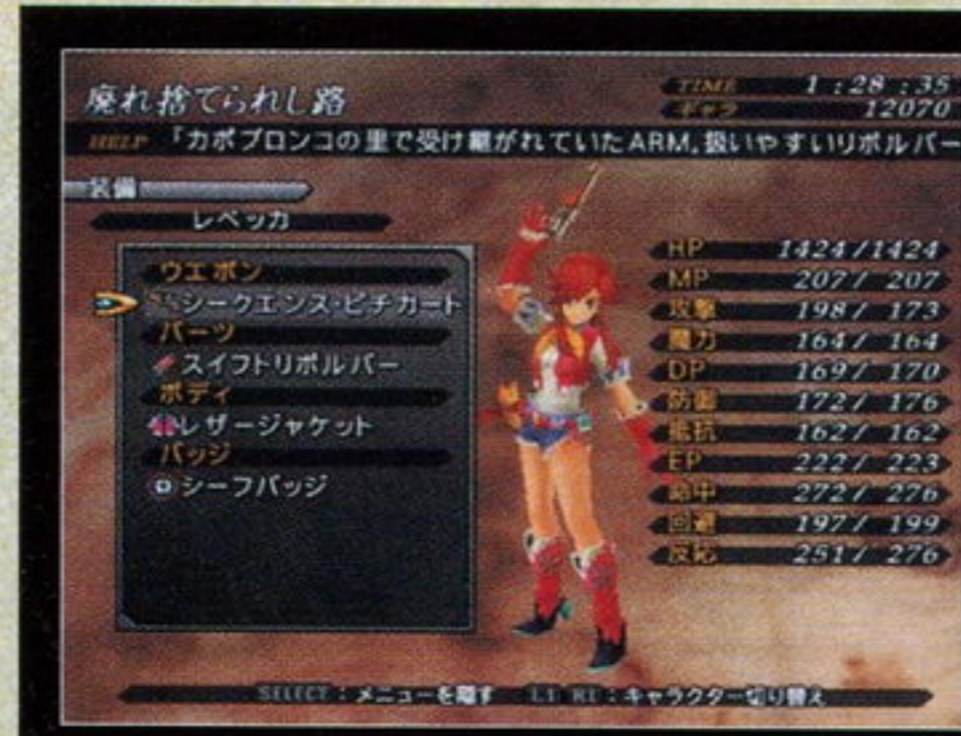 廃れ捨てられし路
TIME 1:28:35
ギャラ 12070
HELP 「カポブロンコの里で受け継がれていたARM。扱いやすいリボルバー
装備
レベッカ
ウエポン
シークエンス・ピチカート
パーツ
スイフトリボルバー
ボディ
レザージャケット
バッジ
シーフバッジ
HP 1424/1424
MP 207/ 207
攻撃 198/ 173
魔力 164/ 164
DP 169/ 170
防御 172/ 176
抵抗 162/ 162
EP 222/ 223
命中 272/ 276
回避 197/ 199
反応 251/ 276
SELECT:メニューを隠す L1 R1:キャラクター切り替え